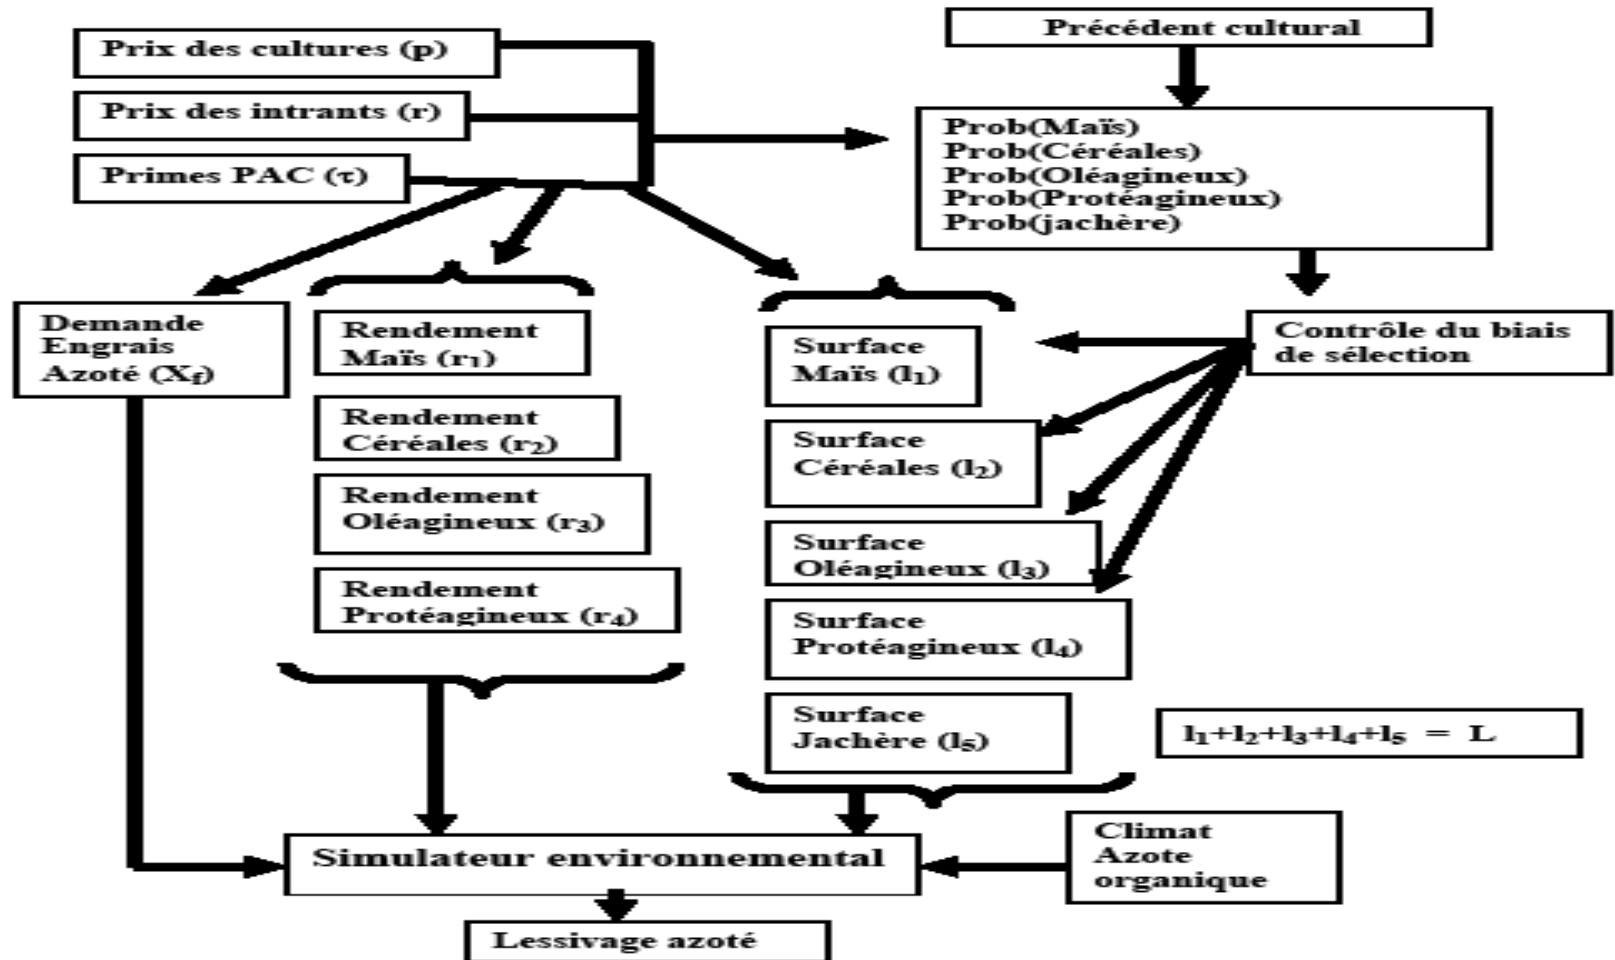 Prix des cultures (p)
Prix des intrants (r)
Primes PAC (τ)
Précédent cultural
Prob(Maïs)
Prob(Céréales)
Prob(Oléagineux)
Prob(Protéagineux)
Prob(jachère)
Contrôle du biais
de sélection
Demande
Engrais
Azoté (X_f)
Rendement
Maïs (r₁)
Rendement
Céréales (r₂)
Rendement
Oléagineux (r₃)
Rendement
Protéagineux (r₄)
Surface
Maïs (l₁)
Surface
Céréales (l₂)
Surface
Oléagineux (l₃)
Surface
Protéagineux (l₄)
Surface
Jachère (l₅)
l₁+l₂+l₃+l₄+l₅ = L
Climat
Azote
organique
Simulateur environnemental
Lessivage azoté